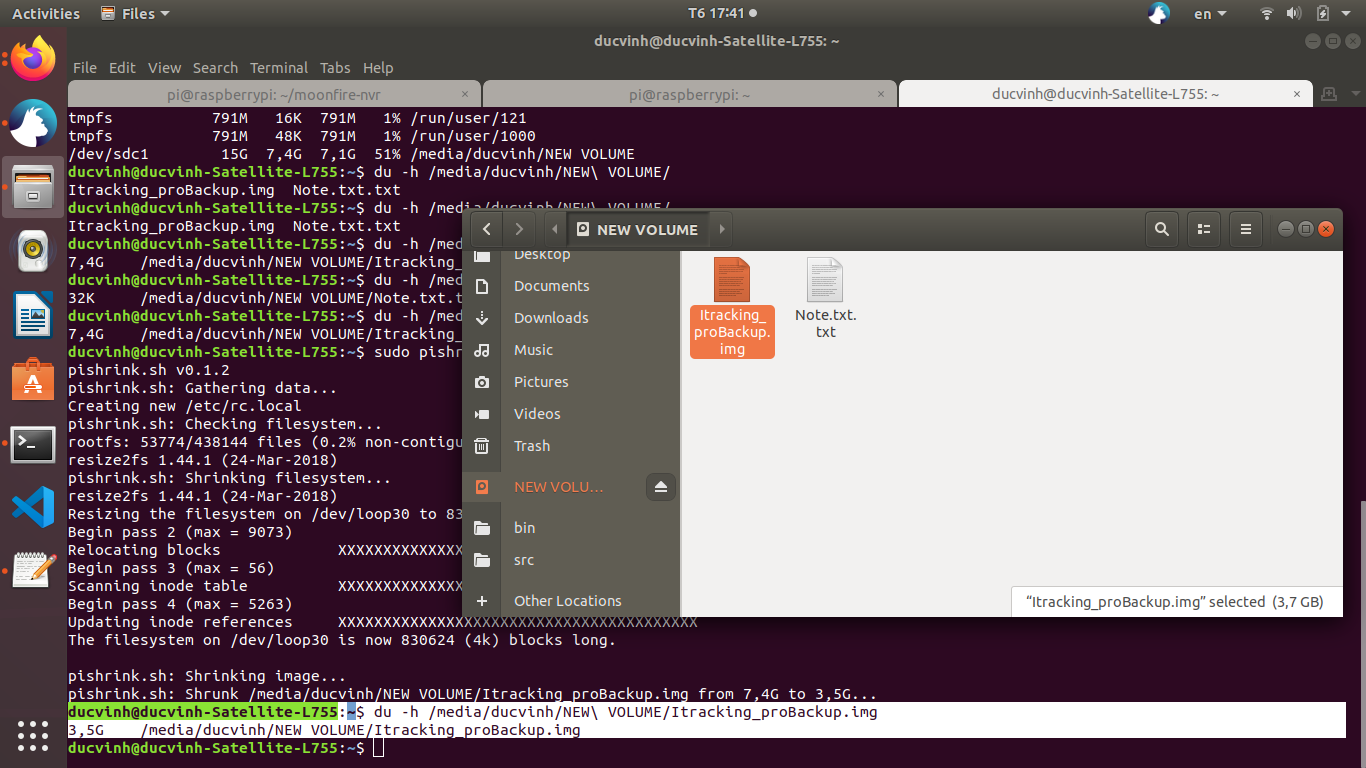 Activities
Files
T6 17:41
en
ducvinh@ducvinh-Satellite-L755: ~
File Edit View Search Terminal Tabs Help
pi@raspberrypi: ~/moonfire-nvr ×
pi@raspberrypi: ~ ×
ducvinh@ducvinh-Satellite-L755: ~ ×
tmpfs 791M 16K 791M 1% /run/user/121
tmpfs 791M 48K 791M 1% /run/user/1000
/dev/sdc1 15G 7,4G 7,1G 51% /media/ducvinh/NEW VOLUME
ducvinh@ducvinh-Satellite-L755:~$ du -h /media/ducvinh/NEW\ VOLUME/
Itracking_proBackup.img Note.txt.txt
ducvinh@ducvinh-Satellite-L755:~$ du -h /media/ducvinh/NEW\ VOLUME/
Itracking_proBackup.img Note.txt.txt
ducvinh@ducvinh-Satellite-L755:~$ du -h /med
7,4G /media/ducvinh/NEW VOLUME/Itracking_
ducvinh@ducvinh-Satellite-L755:~$ du -h /med
32K /media/ducvinh/NEW VOLUME/Note.txt.t
ducvinh@ducvinh-Satellite-L755:~$ du -h /med
7,4G /media/ducvinh/NEW VOLUME/Itracking_
ducvinh@ducvinh-Satellite-L755:~$ sudo pishr
pishrink.sh v0.1.2
pishrink.sh: Gathering data...
Creating new /etc/rc.local
pishrink.sh: Checking filesystem...
rootfs: 53774/438144 files (0.2% non-contigu
resize2fs 1.44.1 (24-Mar-2018)
pishrink.sh: Shrinking filesystem...
resize2fs 1.44.1 (24-Mar-2018)
Resizing the filesystem on /dev/loop30 to 83
Begin pass 2 (max = 9073)
Relocating blocks XXXXXXXXXXXXXX
Begin pass 3 (max = 56)
Scanning inode table XXXXXXXXXXXXXX
Begin pass 4 (max = 5263)
Updating inode references XXXXXXXXXXXXXXXXXXXXXXXXXXXXXXXXXXXXXXXX
The filesystem on /dev/loop30 is now 830624 (4k) blocks long.
pishrink.sh: Shrinking image...
pishrink.sh: Shrunk /media/ducvinh/NEW VOLUME/Itracking_proBackup.img from 7,4G to 3,5G...
ducvinh@ducvinh-Satellite-L755:~$ du -h /media/ducvinh/NEW\ VOLUME/Itracking_proBackup.img
3,5G /media/ducvinh/NEW VOLUME/Itracking_proBackup.img
ducvinh@ducvinh-Satellite-L755:~$
NEW VOLUME
Desktop
Documents
Downloads
Music
Pictures
Videos
Trash
NEW VOLU…
bin
src
Other Locations
Itracking_
proBackup.
img
Note.txt.
txt
“Itracking_proBackup.img” selected (3,7 GB)